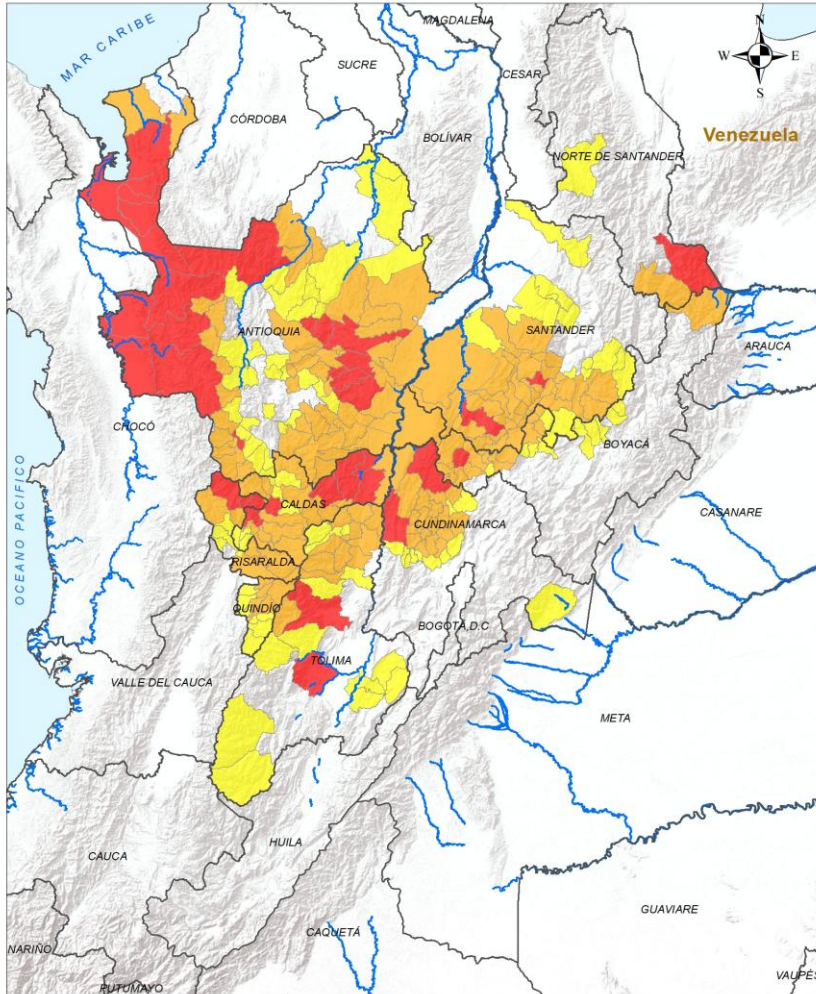 MAGDALENA
MAR CARIBE
N
W E
S
SUCRE
CESAR
CÓRDOBA
BOLÍVAR
Venezuela
NORTE DE SANTANDER
ANTIOQUIA
SANTANDER
ARAUCA
CHOCÓ
BOYACÁ
OCEANO PACIFICO
CALDAS
CASANARE
CUNDINAMARCA
RISARALDA
QUINDÍO
BOGOTÁ,D.C
TOLIMA
VALLE DEL CAUCA
META
HUILA
CAUCA
GUAVIARE
CAQUETÁ
NARIÑO
VAUPÉS
PUTUMAYO